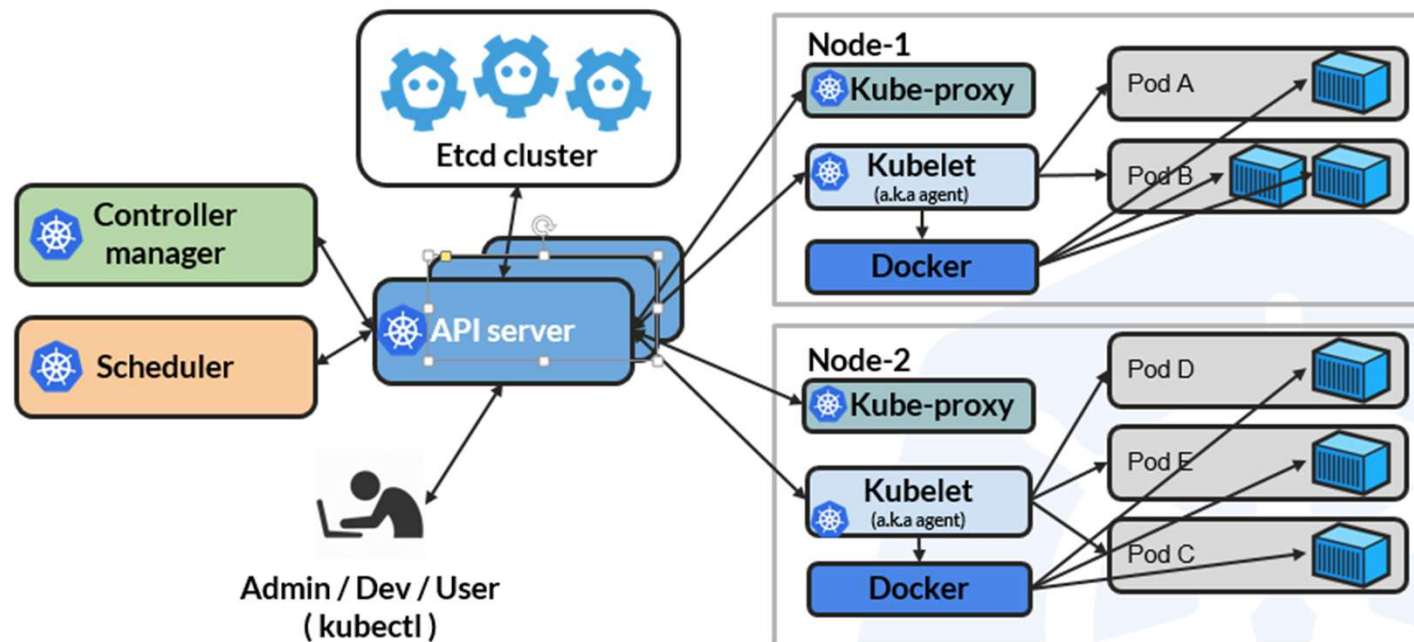 Etcd cluster
Controller
manager
Scheduler
API server
Admin / Dev / User
( kubectl )
Node-1
Kube-proxy
Kubelet
(a.k.a agent)
Docker
Pod A
Pod B
Node-2
Kube-proxy
Kubelet
(a.k.a agent)
Docker
Pod D
Pod E
Pod C